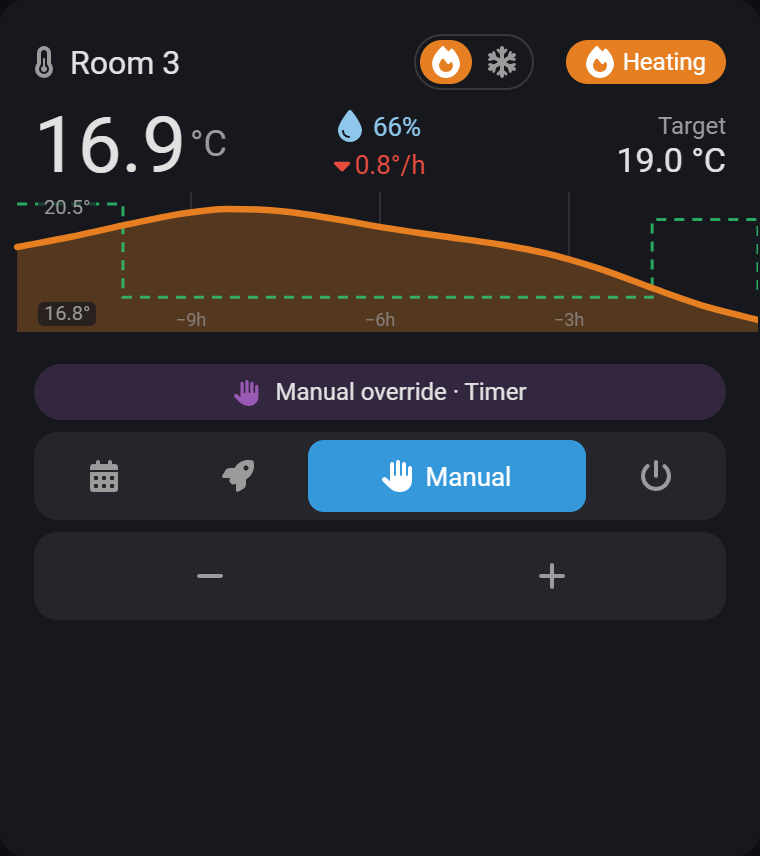 Room 3
Heating
16.9 °C
66%
0.8°/h
Target
19.0 °C
20.5°
16.8°
−9h
−6h
−3h
Manual override · Timer
Manual